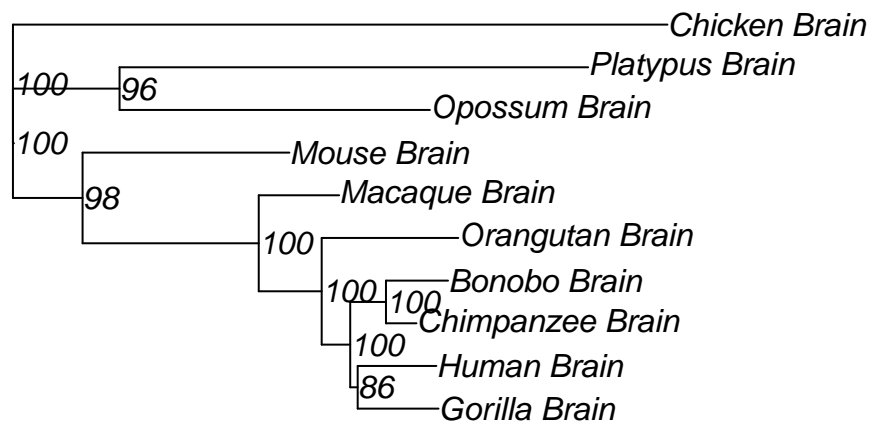 Chicken Brain
Platypus Brain
100
96
Opossum Brain
100
Mouse Brain
98
Macaque Brain
100
Orangutan Brain
Bonobo Brain
100
100
Chimpanzee Brain
100
Human Brain
86
Gorilla Brain